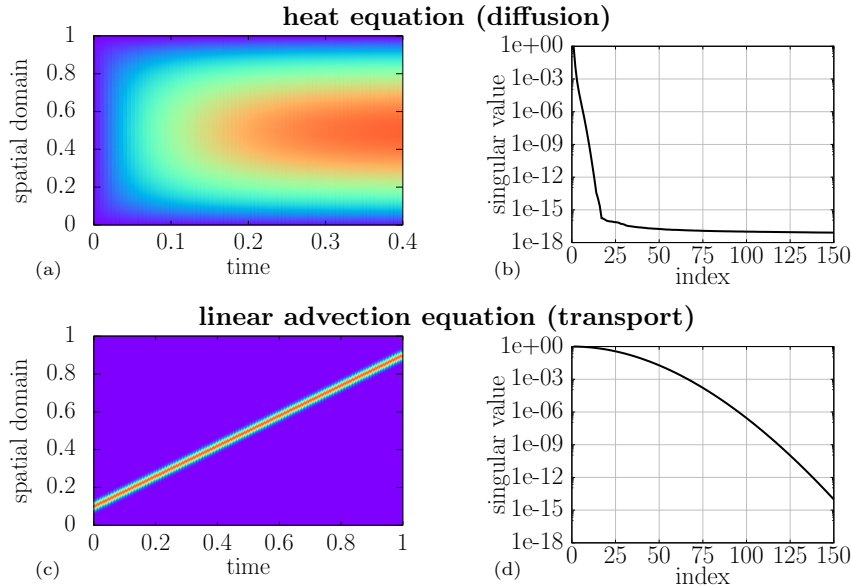 heat equation (diffusion)
1
0.8
0.6
0.4
0.2
0
spatial domain
0 0.1 0.2 0.3 0.4
time
(a)
1e+00
1e-03
1e-06
1e-09
1e-12
1e-15
1e-18
singular value
0 25 50 75 100 125 150
index
(b)
linear advection equation (transport)
1
0.8
0.6
0.4
0.2
0
spatial domain
0 0.2 0.4 0.6 0.8 1
time
(c)
1e+00
1e-03
1e-06
1e-09
1e-12
1e-15
1e-18
singular value
0 25 50 75 100 125 150
index
(d)